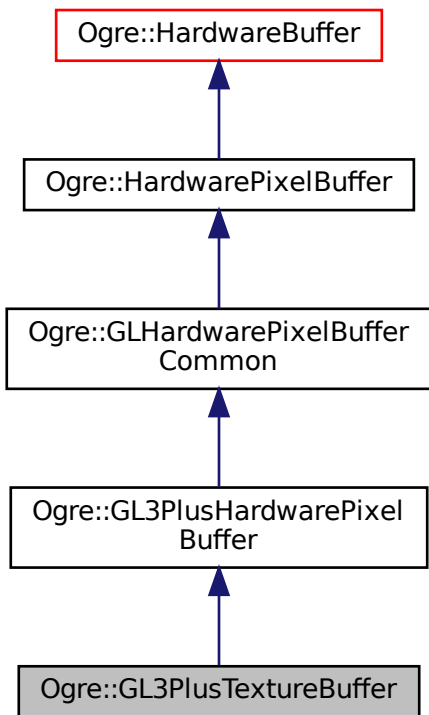 Ogre::HardwareBuffer
Ogre::HardwarePixelBuffer
Ogre::GLHardwarePixelBuffer
Common
Ogre::GL3PlusHardwarePixel
Buffer
Ogre::GL3PlusTextureBuffer